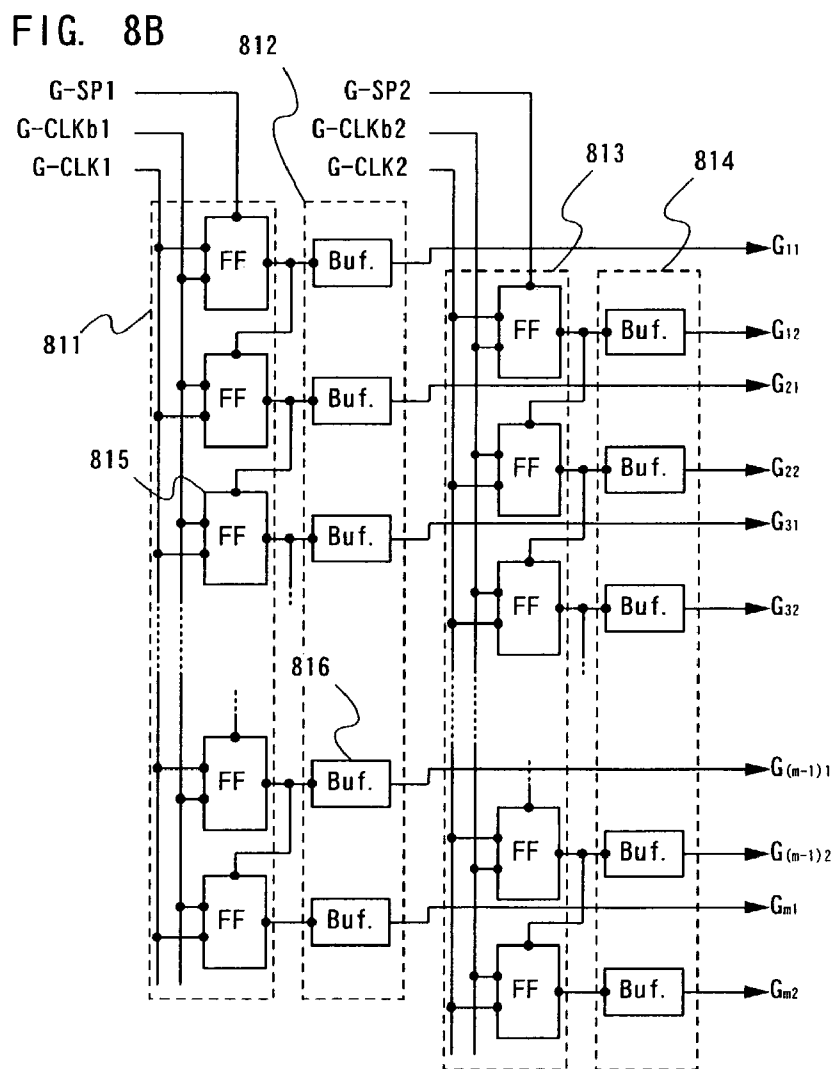 FIG. 8B
812
G-SP1 G-SP2
G-CLKb1 G-CLKb2
G-CLK1 G-CLK2
813
814
FF Buf. G11
811
FF Buf. G12
FF Buf. G21
815
FF Buf. G22
FF Buf. G31
FF Buf. G32
816
FF Buf. G(m-1)1
FF Buf. G(m-1)2
FF Buf. Gm1
FF Buf. Gm2